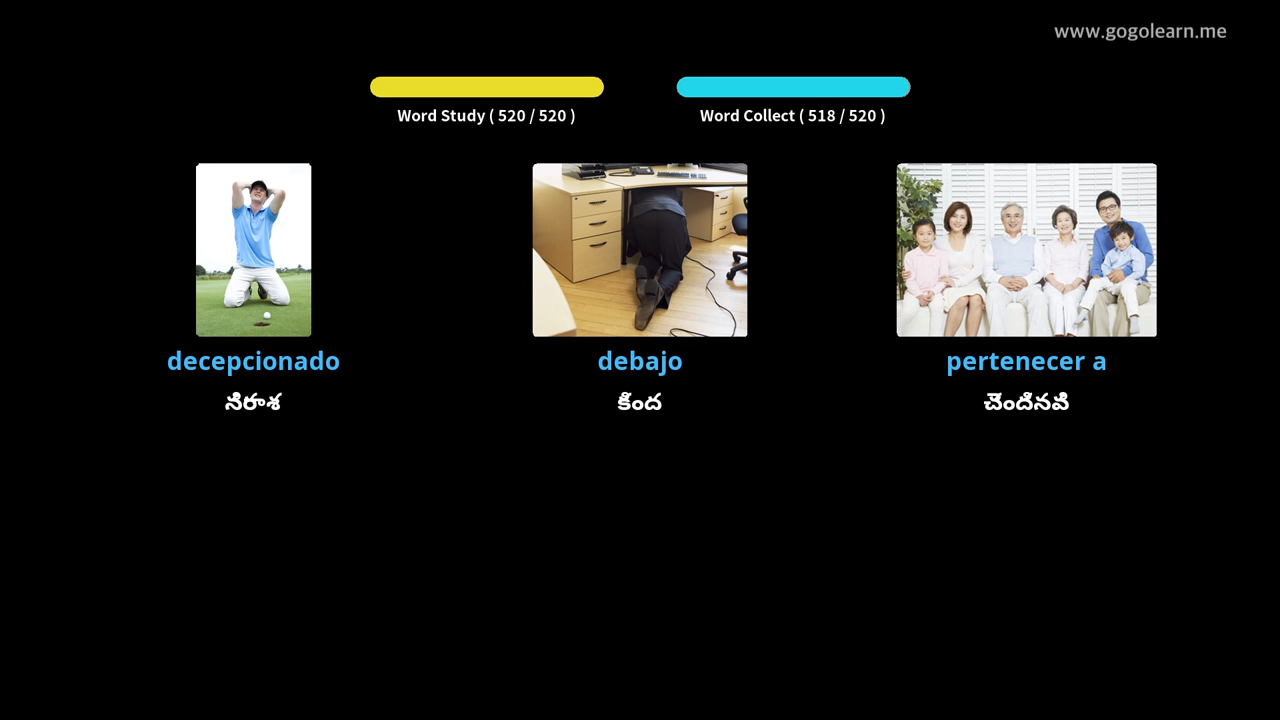 www.gogolearn.me
Word Study ( 520 / 520 )
Word Collect ( 518 / 520 )
decepcionado
debajo
pertenecer a
నిరాశ
కింద
చెందినవి